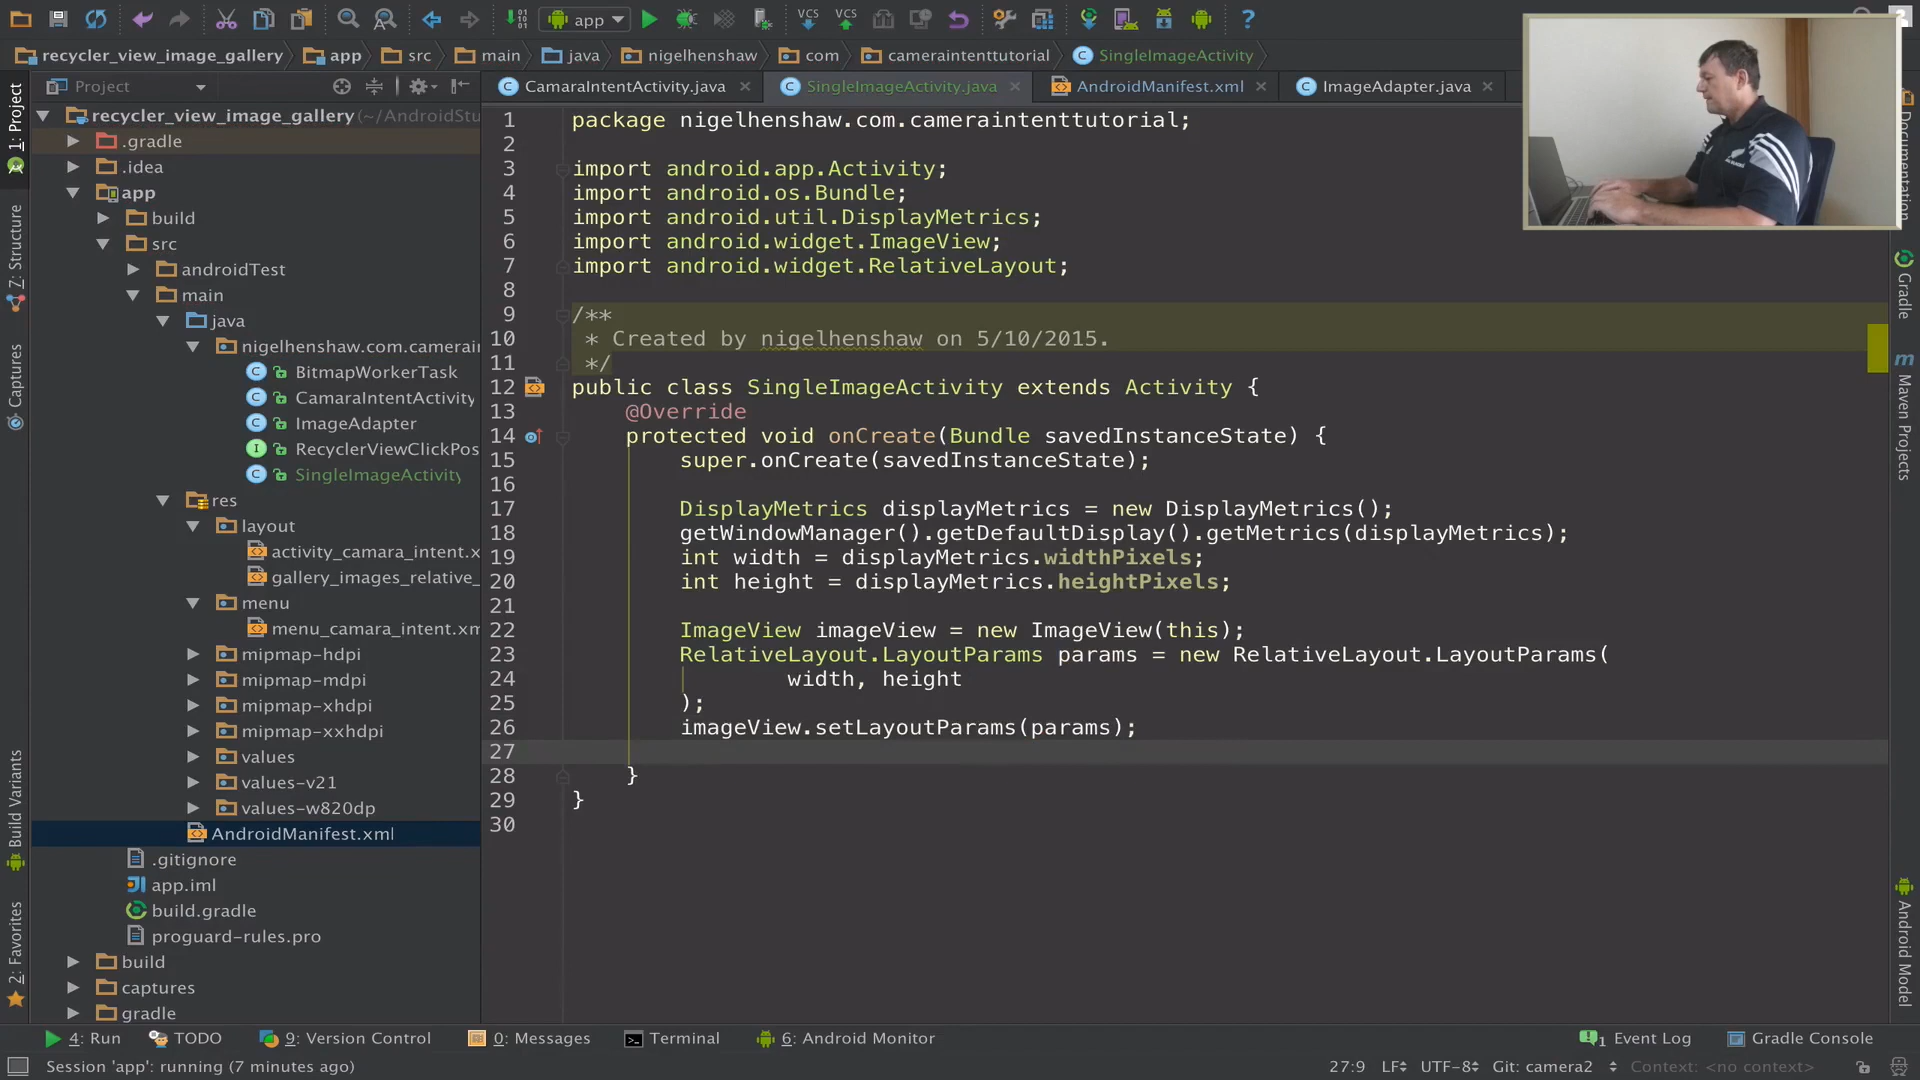 app
recycler_view_image_gallery
app
src
main
java
nigelhenshaw
com
cameraintenttutorial
SingleImageActivity
Project
CamaraIntentActivity.java
SingleImageActivity.java
AndroidManifest.xml
ImageAdapter.java
1: Project
Z: Structure
Captures
Build Variants
2: Favorites
recycler_view_image_gallery (~/AndroidStu
.gradle
.idea
app
build
src
androidTest
main
java
nigelhenshaw.com.camerai
BitmapWorkerTask
CamaraIntentActivity
ImageAdapter
RecyclerViewClickPos
SingleImageActivity
res
layout
activity_camara_intent.x
gallery_images_relative_
menu
menu_camara_intent.xm
mipmap-hdpi
mipmap-mdpi
mipmap-xhdpi
mipmap-xxhdpi
values
values-v21
values-w820dp
AndroidManifest.xml
.gitignore
app.iml
build.gradle
proguard-rules.pro
build
captures
gradle
1 package nigelhenshaw.com.cameraintenttutorial;
2
3 import android.app.Activity;
4 import android.os.Bundle;
5 import android.util.DisplayMetrics;
6 import android.widget.ImageView;
7 import android.widget.RelativeLayout;
8
9 /**
10 * Created by nigelhenshaw on 5/10/2015.
11 */
12 public class SingleImageActivity extends Activity {
13 @Override
14 protected void onCreate(Bundle savedInstanceState) {
15 super.onCreate(savedInstanceState);
16
17 DisplayMetrics displayMetrics = new DisplayMetrics();
18 getWindowManager().getDefaultDisplay().getMetrics(displayMetrics);
19 int width = displayMetrics.widthPixels;
20 int height = displayMetrics.heightPixels;
21
22 ImageView imageView = new ImageView(this);
23 RelativeLayout.LayoutParams params = new RelativeLayout.LayoutParams(
24 width, height
25 );
26 imageView.setLayoutParams(params);
27
28 }
29 }
30
Documentation
Gradle
Maven Projects
Android Model
4: Run
TODO
9: Version Control
0: Messages
Terminal
6: Android Monitor
1 Event Log
Gradle Console
Session 'app': running (7 minutes ago)
27:9
LF
UTF-8
Git: camera2
Context: <no context>